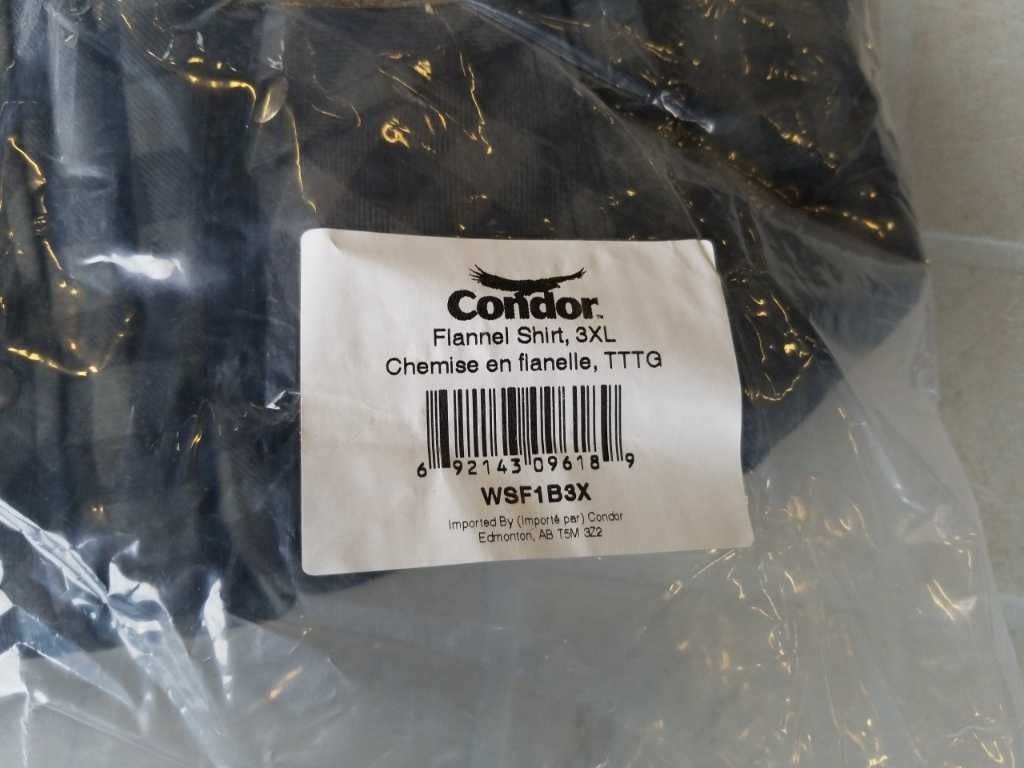 Condor™
Flannel Shirt, 3XL
Chemise en flanelle, TTTG
6 92143 09618 9
WSF1B3X
Imported By (Importé par) Condor
Edmonton, AB T5M 3Z2